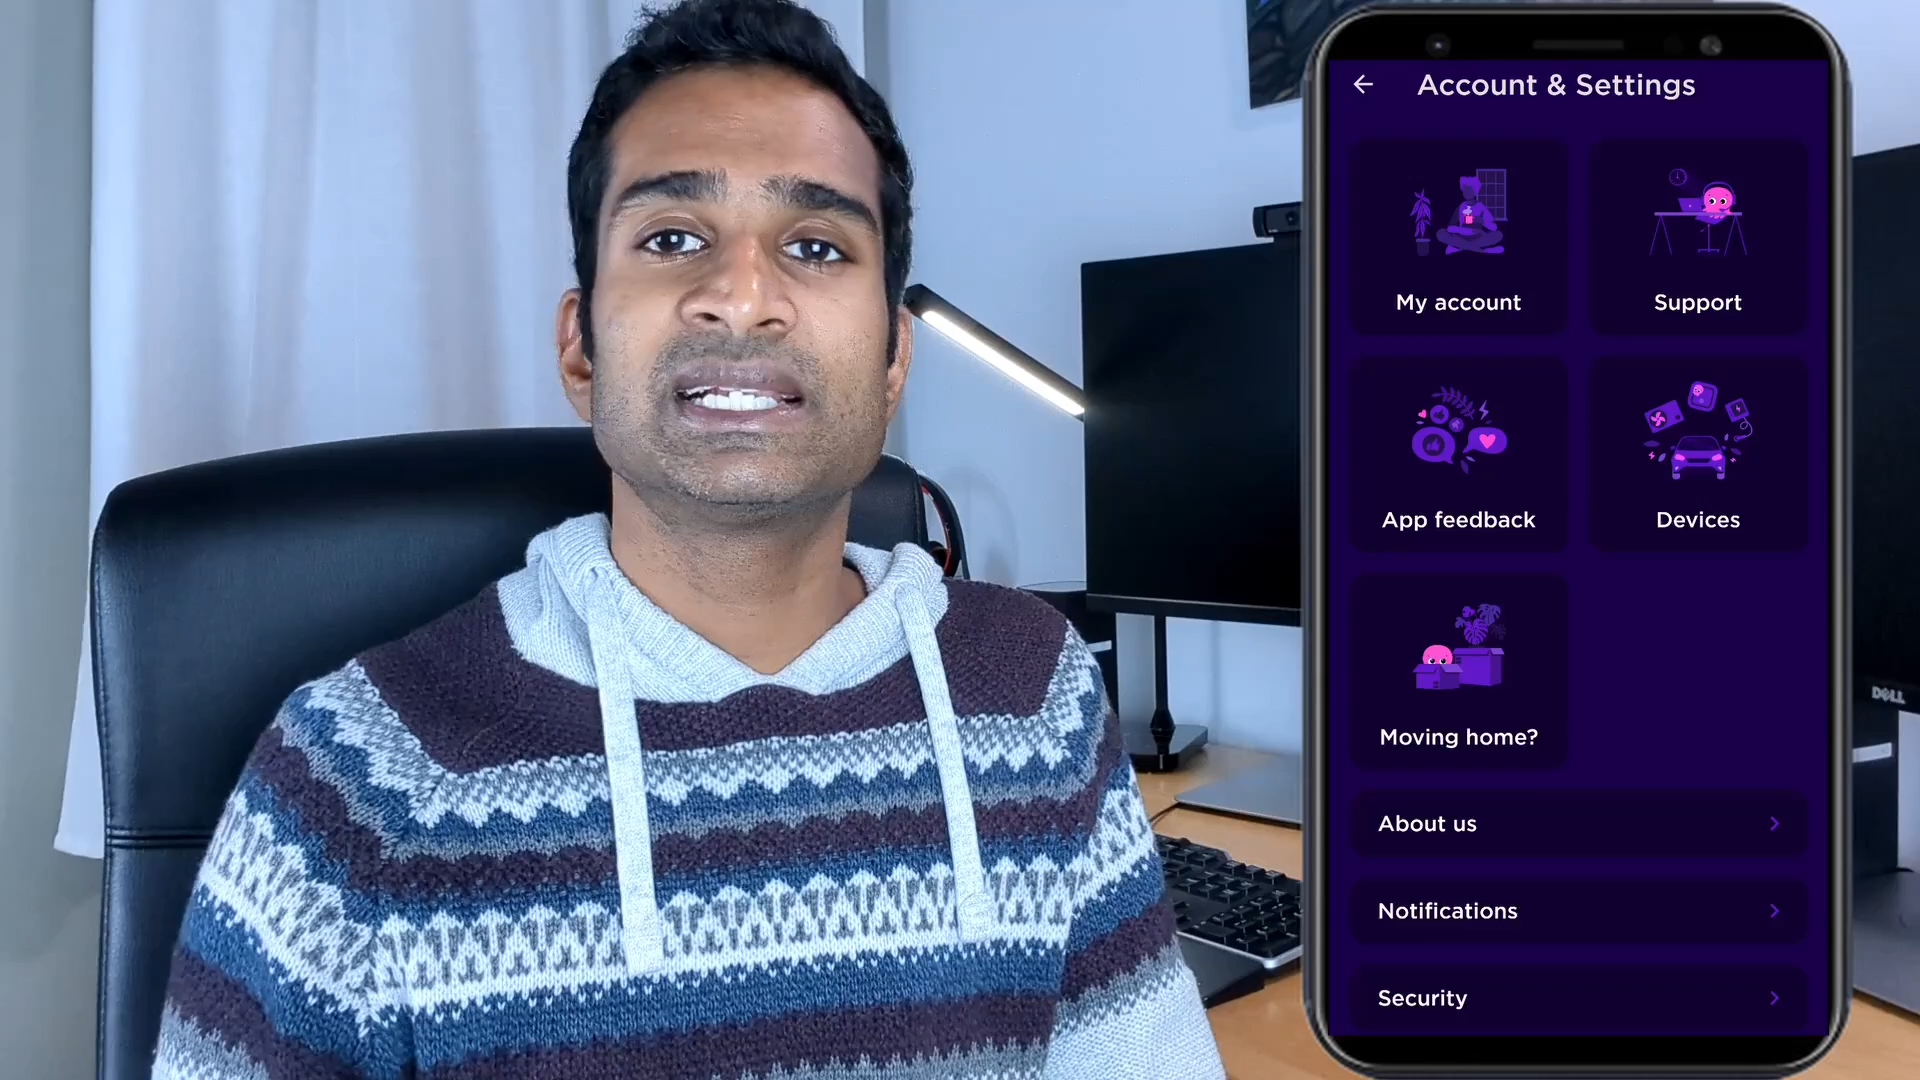 Account & Settings
My account
Support
App feedback
Devices
Moving home?
About us
Notifications
Security
DELL